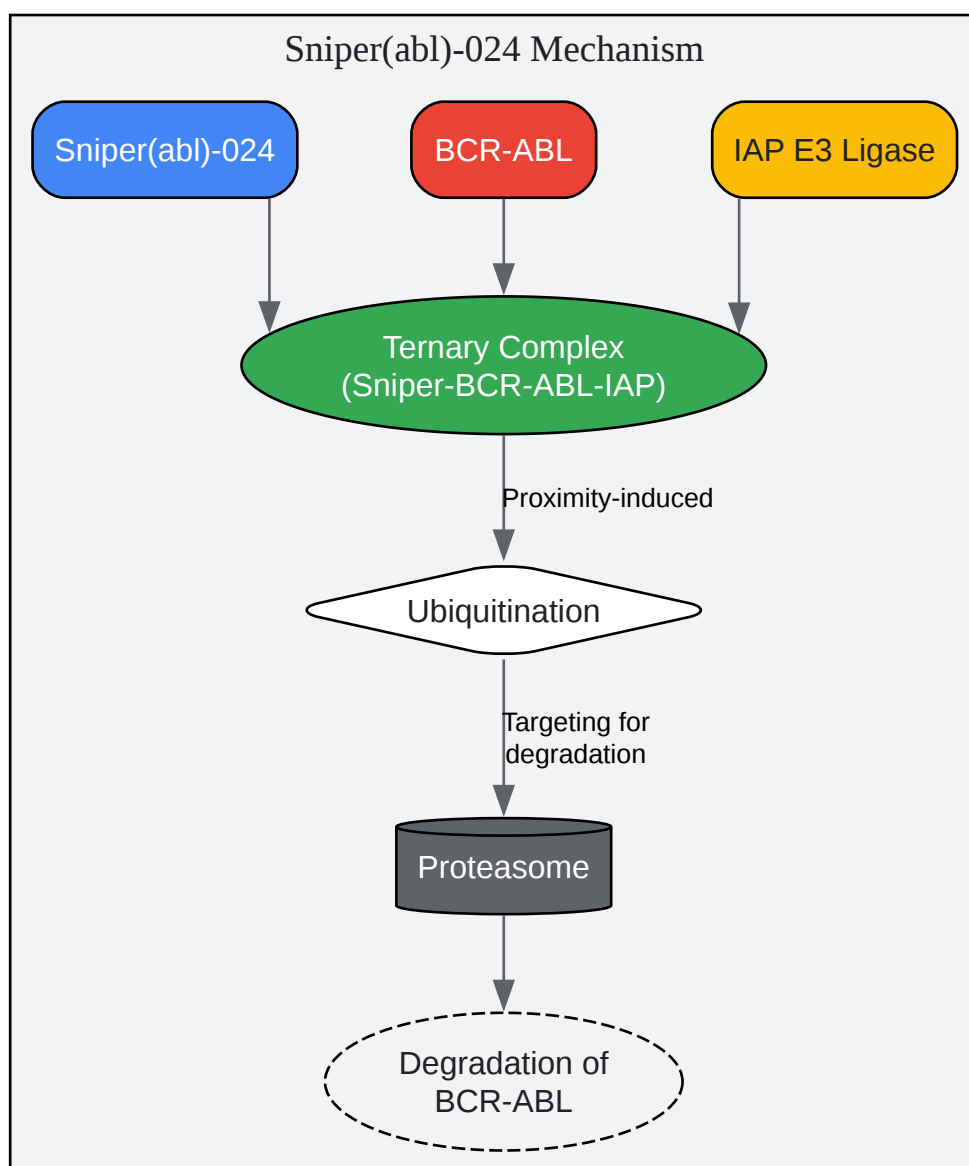 Sniper(abl)-024 Mechanism
Sniper(abl)-024
BCR-ABL
IAP E3 Ligase
Ternary Complex
(Sniper-BCR-ABL-IAP)
Proximity-induced
Ubiquitination
Targeting for
degradation
Proteasome
Degradation of
BCR-ABL